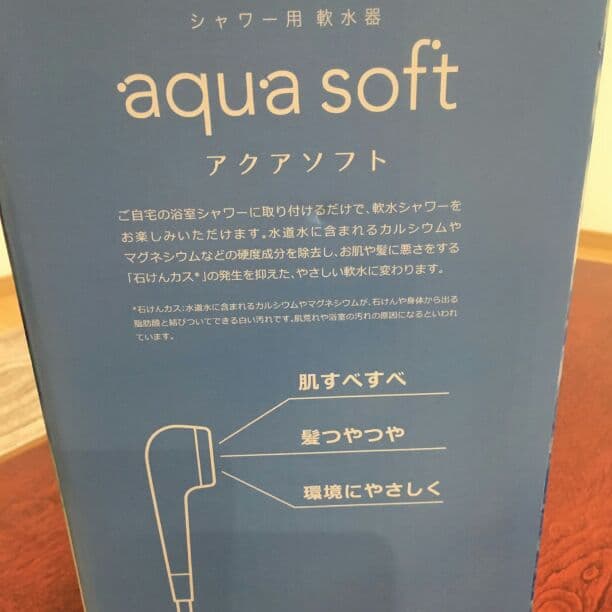 シャワー用 軟水器
aqua soft
アクアソフト
ご自宅の浴室シャワーに取り付けるだけで、軟水シャワーを
お楽しみいただけます。水道水に含まれるカルシウムや
マグネシウムなどの硬度成分を除去し、お肌や髪に悪さをする
「石けんカス*」の発生を抑えた、やさしい軟水に変わります。
*石けんカス：水道水に含まれるカルシウムやマグネシウムが、石けんや身体から出る
脂肪酸と結びついてできる白い汚れです。肌荒れや浴室の汚れの原因になるといわれ
ています。
肌すべすべ
髪つやつや
環境にやさしく